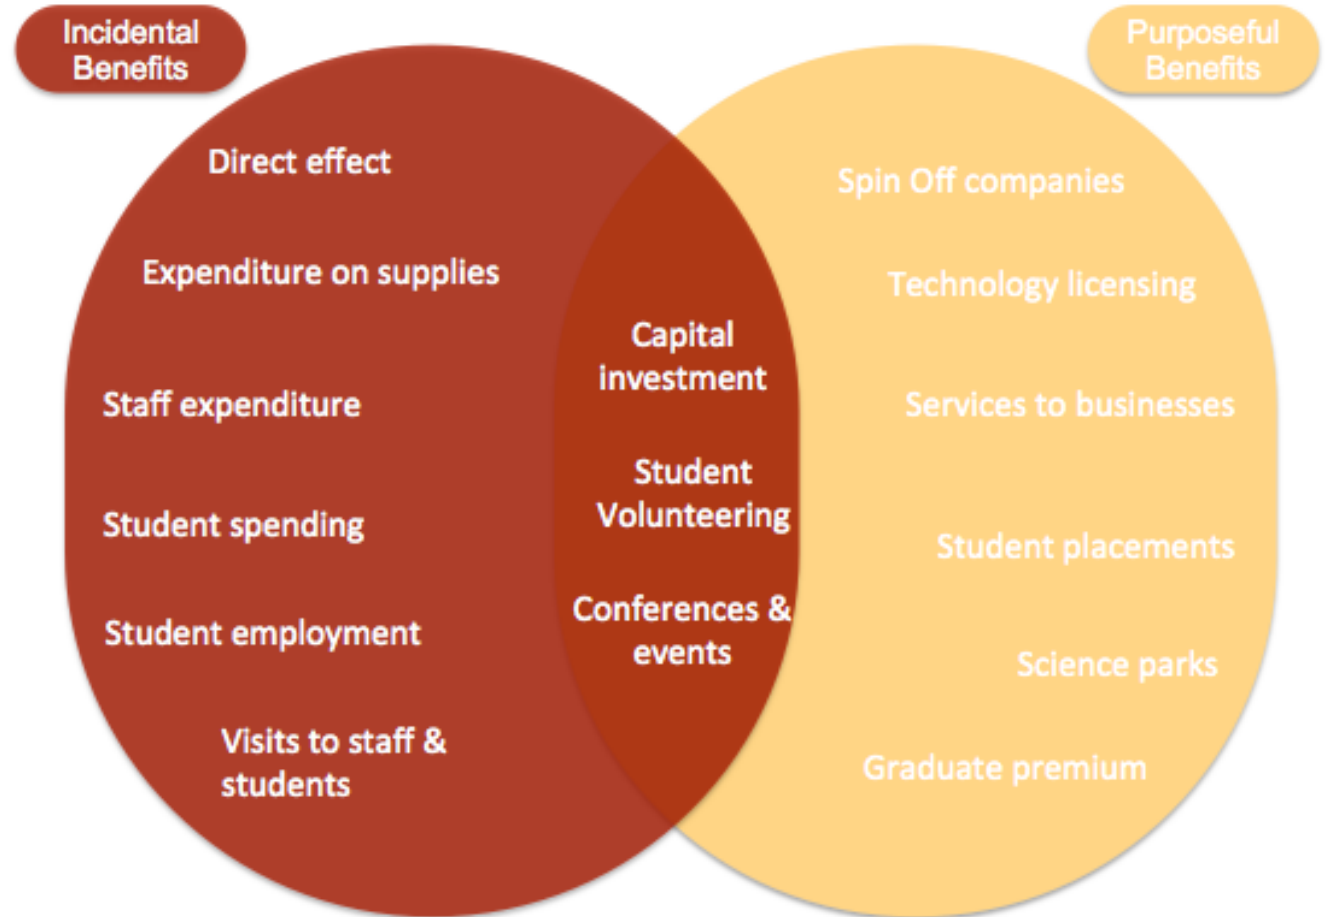 Incidental
Benefits
Purposeful
Benefits
Direct effect
Expenditure on supplies
Staff expenditure
Student spending
Student employment
Visits to staff &
students
Capital
investment
Student
Volunteering
Conferences &
events
Spin Off companies
Technology licensing
Services to businesses
Student placements
Science parks
Graduate premium